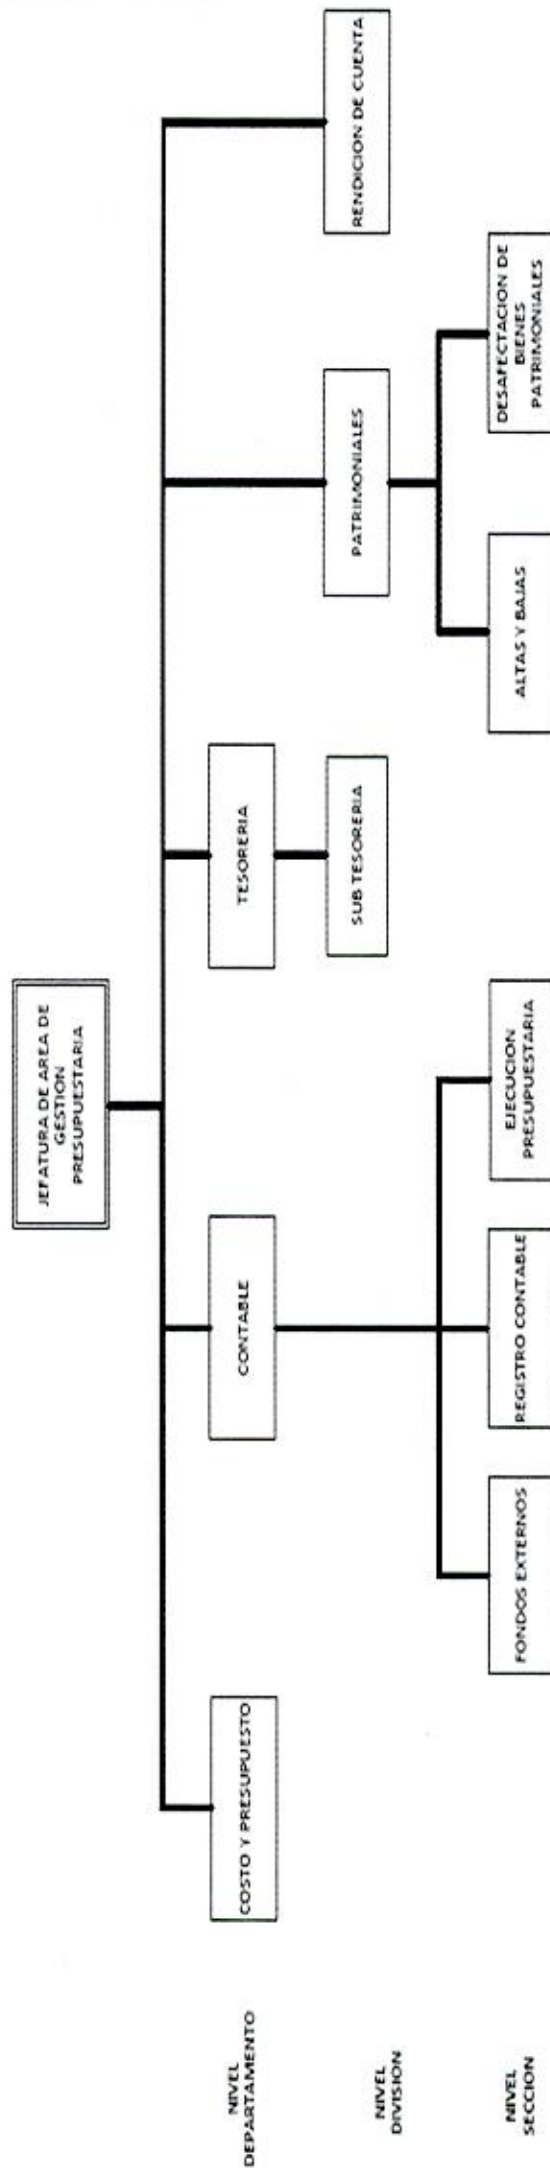 JEFATURA DE AREA DE
GESTION
PRESUPUESTARIA
NIVEL
DEPARTAMENTO
COSTO Y PRESUPUESTO
CONTABLE
TESORERIA
NIVEL
DIVISION
SUB TESORERIA
PATRIMONIALES
RENDICION DE CUENTA
NIVEL
SECCION
FONDOS EXTERNOS
REGISTRO CONTABLE
EJECUCION
PRESUPUESTARIA
ALTAS Y BAJAS
DESAFECTACION DE
BIENES
PATRIMONIALES